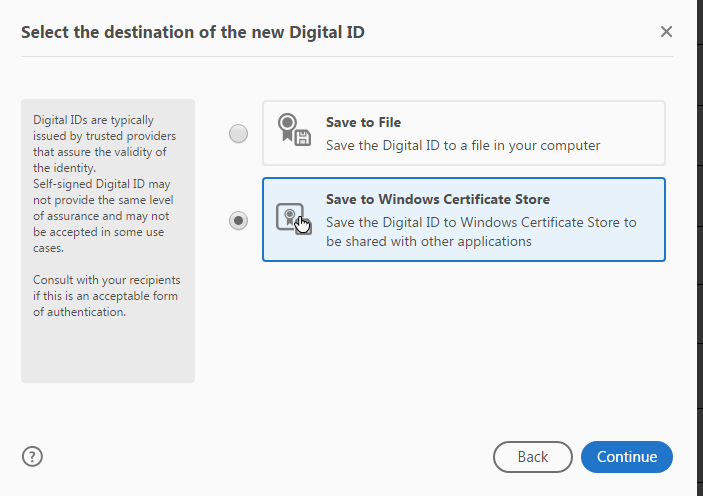 Select the destination of the new Digital ID
Digital IDs are typically
issued by trusted providers
that assure the validity of
the identity.
Self-signed Digital ID may
not provide the same level
of assurance and may not
be accepted in some use
cases.
Consult with your recipients
if this is an acceptable form
of authentication.
Save to File
Save the Digital ID to a file in your computer
Save to Windows Certificate Store
Save the Digital ID to Windows Certificate Store to
be shared with other applications
?
Back
Continue